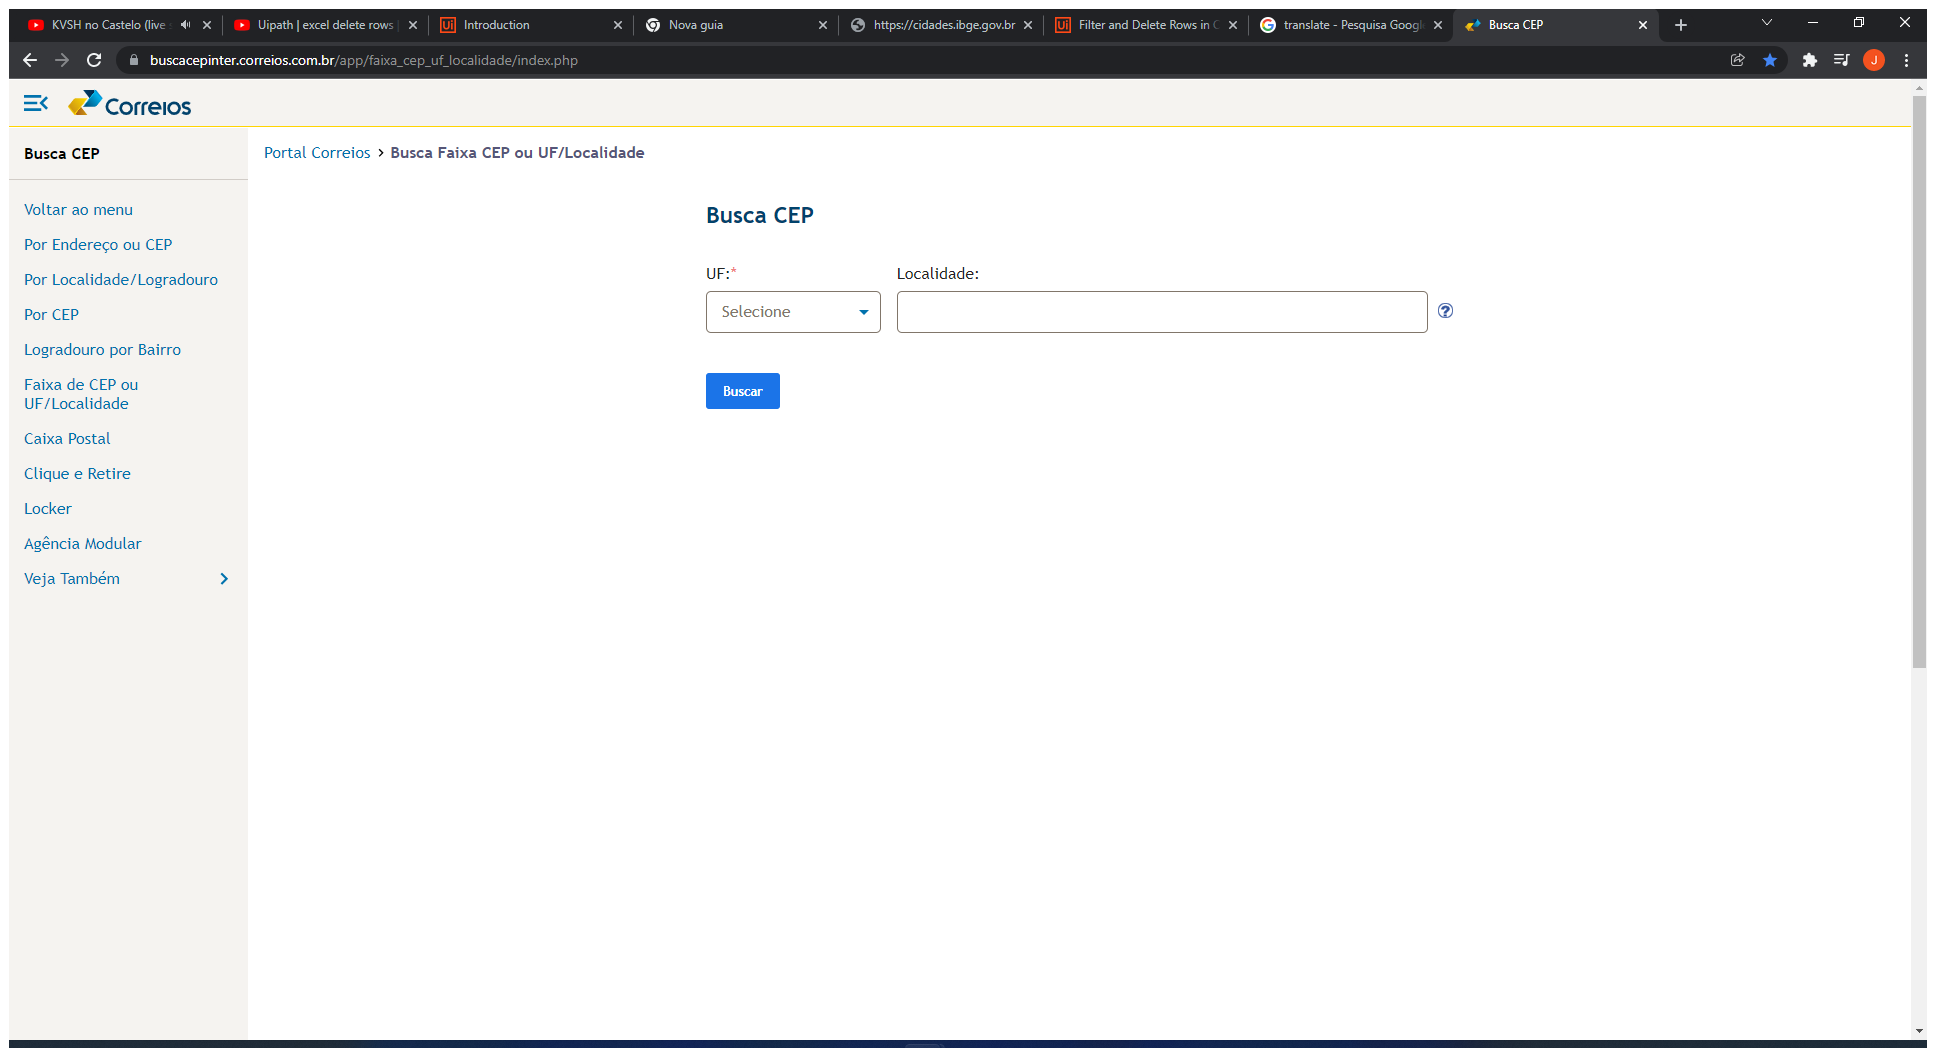 KVSH no Castelo (live
Uipath | excel delete rows
Introduction
Nova guia
https://cidades.ibge.gov.br
Filter and Delete Rows in
translate - Pesquisa Googl
Busca CEP
buscacepinter.correios.com.br/app/faixa_cep_uf_localidade/index.php
J
Correios
Busca CEP
Portal Correios > Busca Faixa CEP ou UF/Localidade
Voltar ao menu
Por Endereço ou CEP
Por Localidade/Logradouro
Por CEP
Logradouro por Bairro
Faixa de CEP ou
UF/Localidade
Caixa Postal
Clique e Retire
Locker
Agência Modular
Veja Também
Busca CEP
UF:*
Localidade:
Selecione
?
Buscar